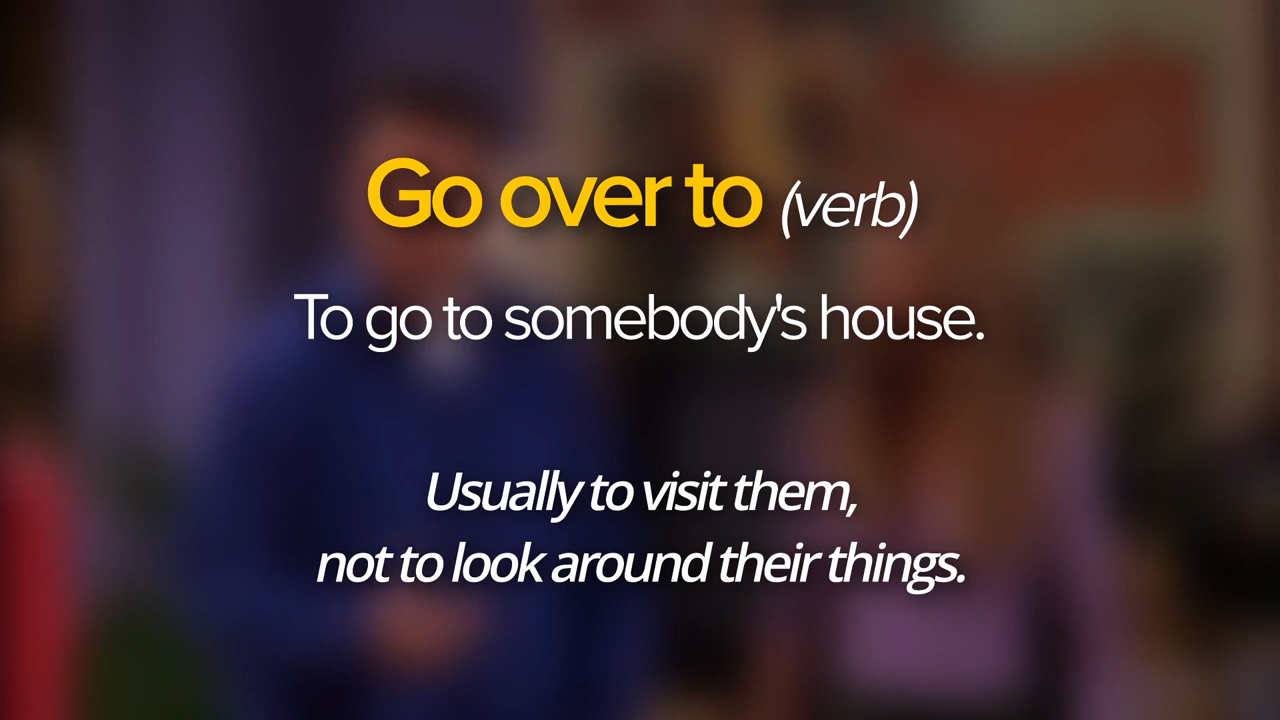 Go over to (verb)
To go to somebody's house.
Usually to visit them,
not to look around their things.